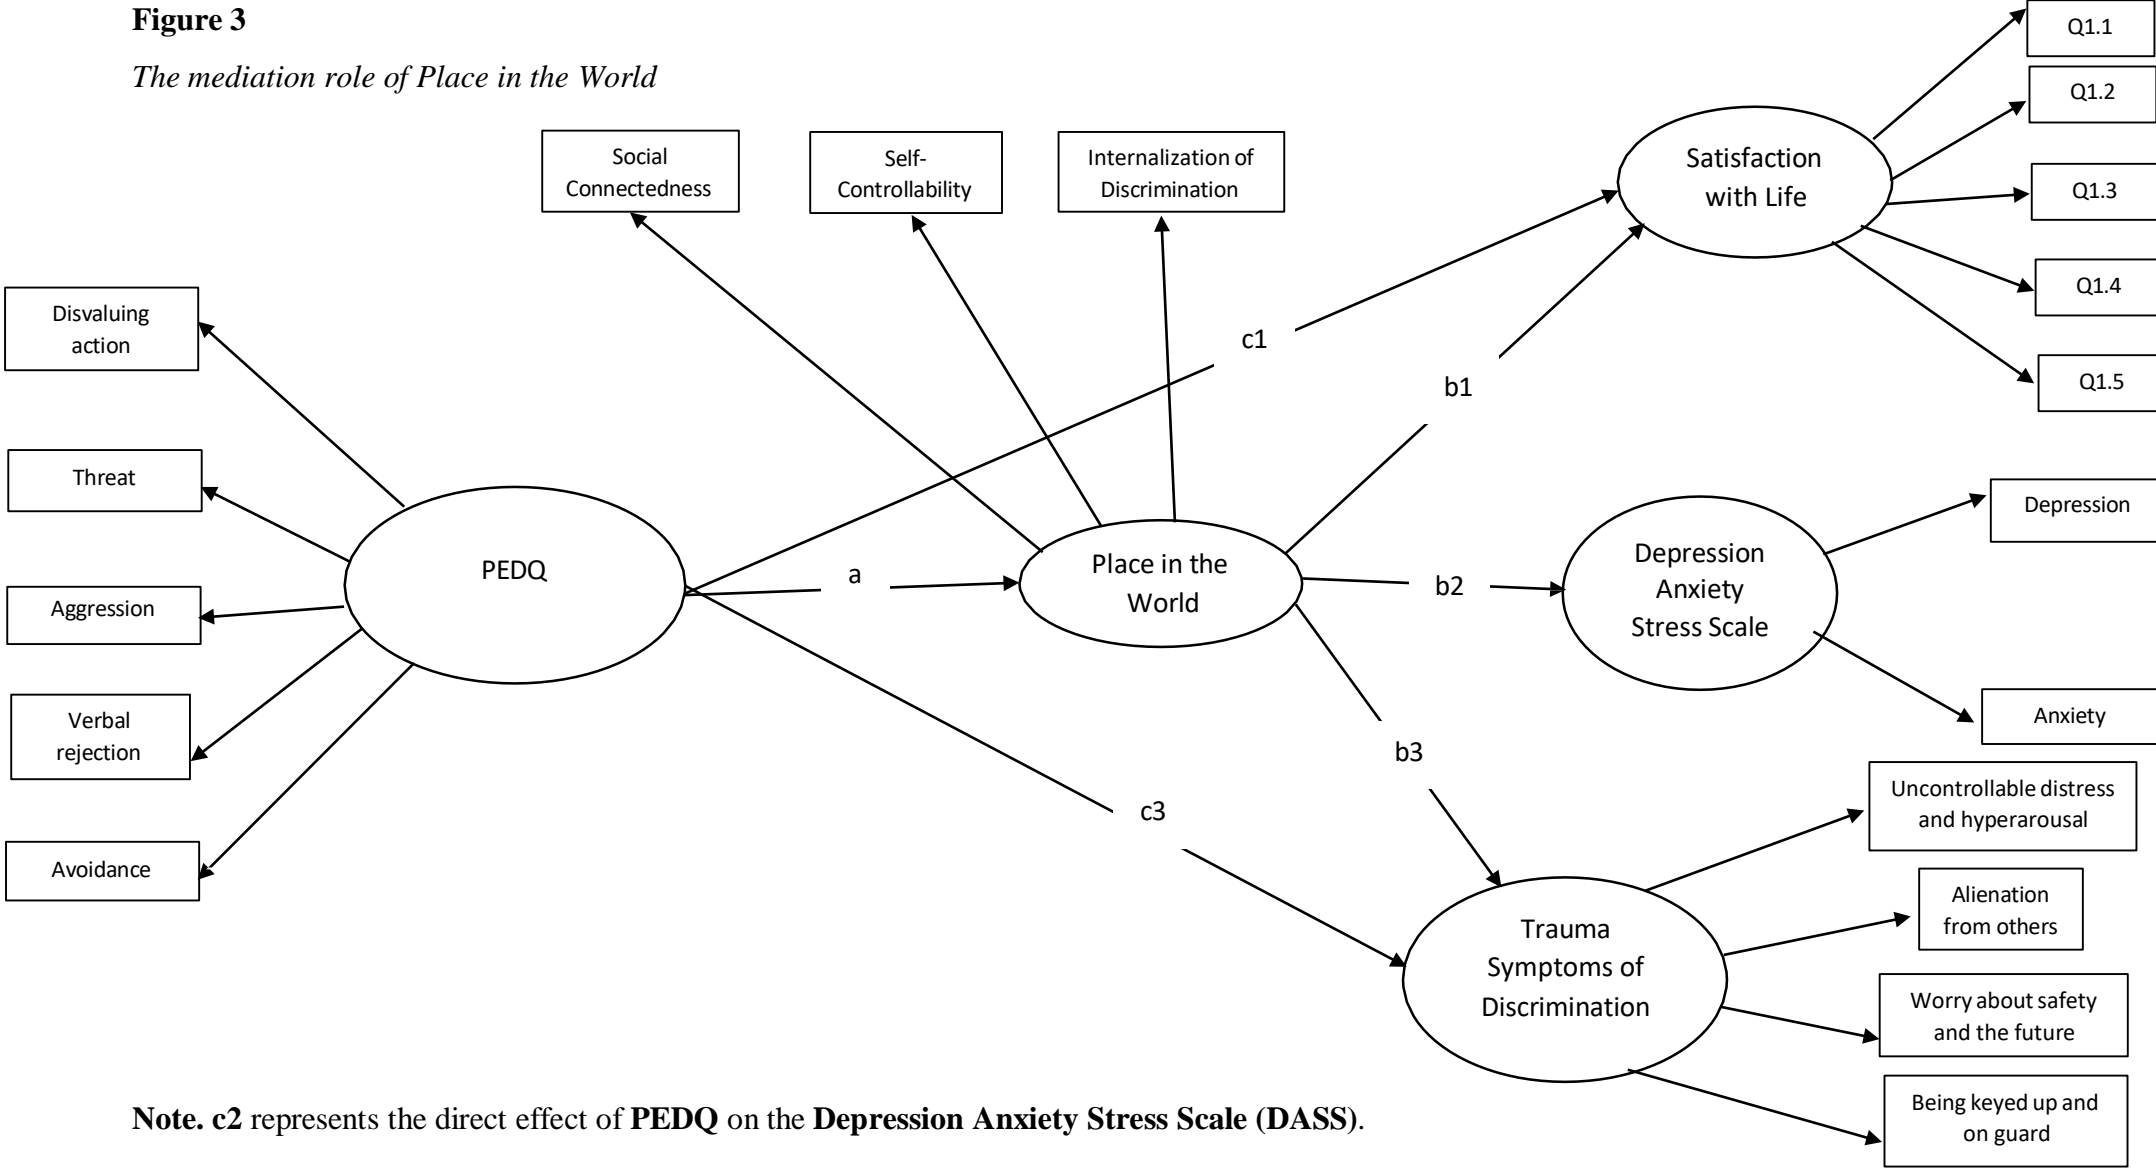 Figure 3
The mediation role of Place in the World
Social
Connectedness
Self-
Controllability
Internalization of
Discrimination
Satisfaction
with Life
Q1.1
Q1.2
Q1.3
Q1.4
Q1.5
Disvaluing
action
Threat
Aggression
Verbal
rejection
Avoidance
PEDQ
a
c1
b1
Place in the
World
b2
b3
c3
Depression
Anxiety
Stress Scale
Depression
Anxiety
Trauma
Symptoms of
Discrimination
Uncontrollable distress
and hyperarousal
Alienation
from others
Worry about safety
and the future
Being keyed up and
on guard
Note. c2 represents the direct effect of PEDQ on the Depression Anxiety Stress Scale (DASS).